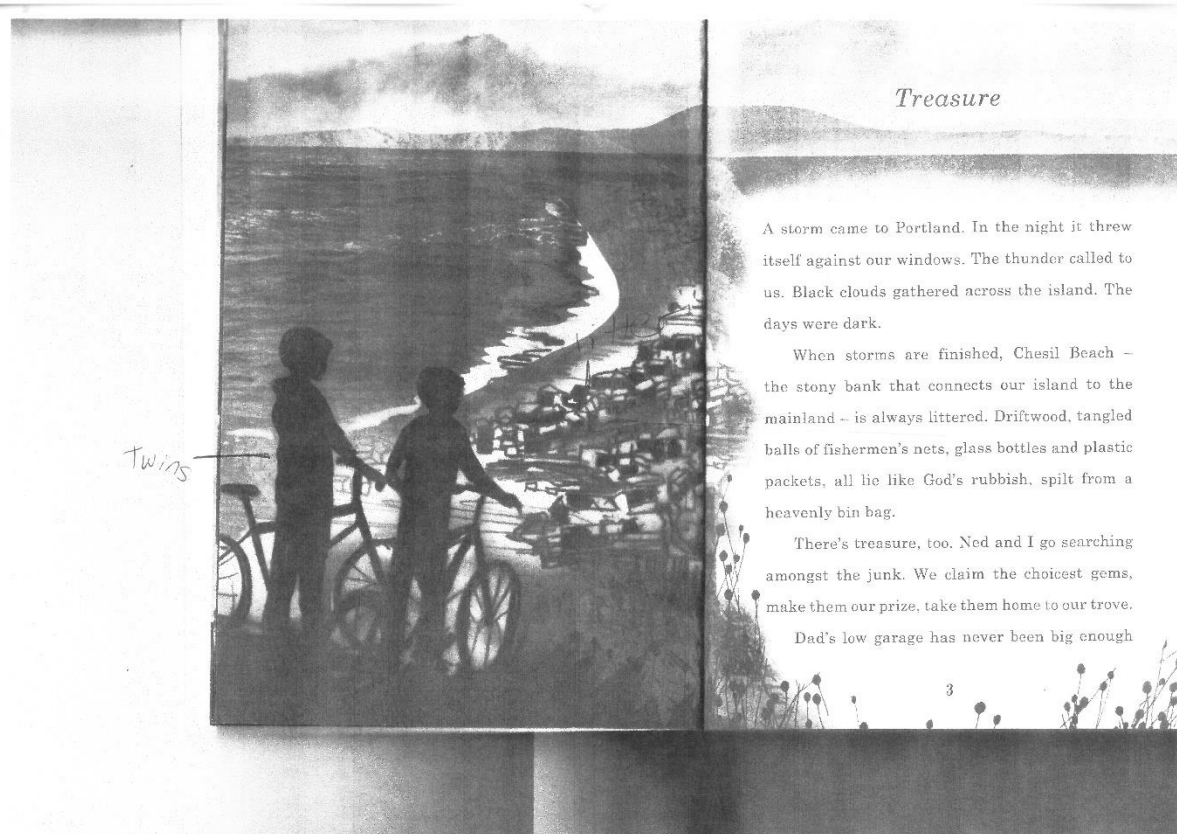 twins
Treasure
A storm came to Portland. In the night it threw
itself against our windows. The thunder called to
us. Black clouds gathered across the island. The
days were dark.
When storms are finished, Chesil Beach –
the stony bank that connects our island to the
mainland – is always littered. Driftwood, tangled
balls of fishermen's nets, glass bottles and plastic
packets, all lie like God's rubbish, spilt from a
heavenly bin bag.
There's treasure, too. Ned and I go searching
amongst the junk. We claim the choicest gems,
make them our prize, take them home to our trove.
Dad's low garage has never been big enough
3